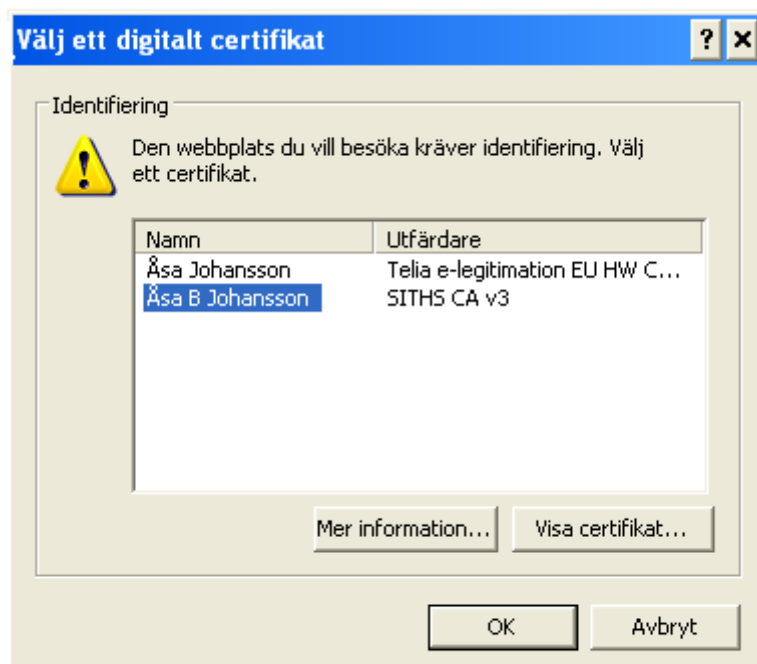 Välj ett digitalt certifikat
Identifiering
Den webbplats du vill besöka kräver identifiering. Välj
ett certifikat.
Namn Utfärdare
Åsa Johansson Telia e-legitimation EU HW C...
Åsa B Johansson SITHS CA v3
Mer information... Visa certifikat...
OK Avbryt